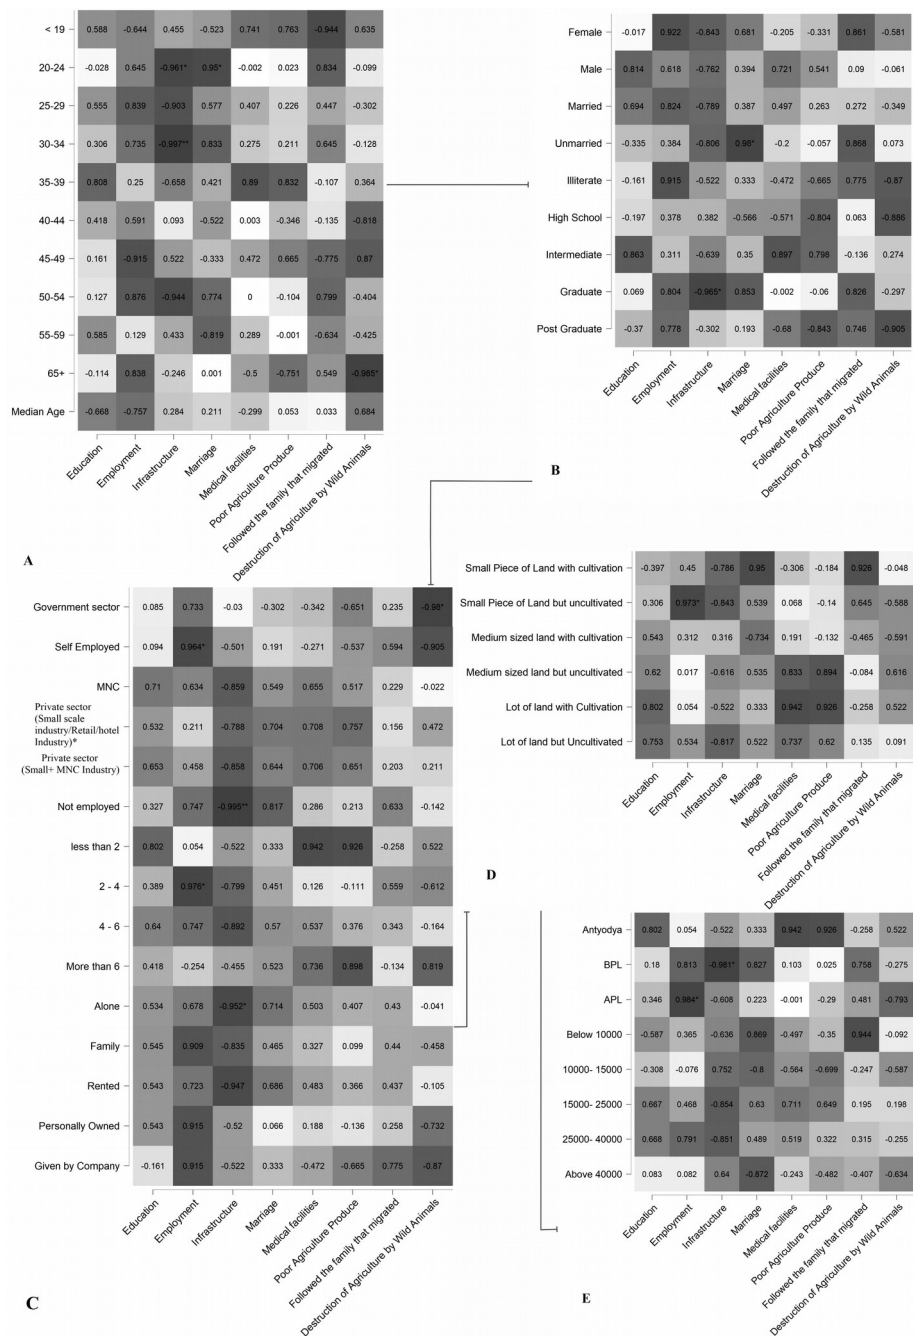 < 19 0.588 -0.644 0.455 -0.523 0.741 0.763 -0.944 0.635
20-24 -0.028 0.645 -0.961* 0.95* -0.002 0.023 0.834 -0.099
25-29 0.555 0.839 -0.903 0.577 0.407 0.226 0.447 -0.302
30-34 0.306 0.735 -0.997** 0.833 0.275 0.211 0.645 -0.128
35-39 0.808 0.25 -0.658 0.421 0.89 0.832 -0.107 0.364
40-44 0.418 0.591 0.093 -0.522 0.003 -0.346 -0.135 -0.818
45-49 0.161 -0.915 0.522 -0.333 0.472 0.665 -0.775 0.87
50-54 0.127 0.876 -0.944 0.774 0 -0.104 0.799 -0.404
55-59 0.585 0.129 0.433 -0.819 0.289 -0.001 -0.634 -0.425
65+ -0.114 0.838 -0.246 0.001 -0.5 -0.751 0.549 -0.985*
Median Age -0.668 -0.757 0.284 0.211 -0.299 0.053 0.033 0.684
Education
Employment
Infrastructure
Marriage
Medical facilities
Poor Agriculture Produce
Followed the family that migrated
Destruction of Agriculture by Wild Animals
A
Female -0.017 0.922 -0.843 0.681 -0.205 -0.331 0.861 -0.581
Male 0.814 0.618 -0.762 0.394 0.721 0.541 0.09 -0.061
Married 0.694 0.824 -0.789 0.387 0.497 0.263 0.272 -0.349
Unmarried -0.335 0.384 -0.806 0.98* -0.2 -0.057 0.868 0.073
Illiterate -0.161 0.915 -0.522 0.333 -0.472 -0.665 0.775 -0.87
High School -0.197 0.378 0.382 -0.566 -0.571 -0.804 0.063 -0.886
Intermediate 0.863 0.311 -0.639 0.35 0.897 0.798 -0.136 0.274
Graduate 0.069 0.804 -0.965* 0.853 -0.002 -0.06 0.826 -0.297
Post Graduate -0.37 0.778 -0.302 0.193 -0.68 -0.843 0.746 -0.905
Education
Employment
Infrastructure
Marriage
Medical facilities
Poor Agriculture Produce
Followed the family that migrated
Destruction of Agriculture by Wild Animals
B
Government sector 0.085 0.733 -0.03 -0.302 -0.342 -0.651 0.235 -0.98*
Self Employed 0.094 0.964* -0.501 0.191 -0.271 -0.537 0.594 -0.905
MNC 0.71 0.634 -0.859 0.549 0.655 0.517 0.229 -0.022
Private sector
(Small scale
industry/Retail/hotel 0.532 0.211 -0.788 0.704 0.708 0.757 0.156 0.472
Industry)*
Private sector
(Small+ MNC Industry) 0.653 0.458 -0.858 0.644 0.706 0.651 0.203 0.211
Not employed 0.327 0.747 -0.995** 0.817 0.286 0.213 0.633 -0.142
less than 2 0.802 0.054 -0.522 0.333 0.942 0.926 -0.258 0.522
2 - 4 0.389 0.976* -0.799 0.451 0.126 -0.111 0.559 -0.612
4 - 6 0.64 0.747 -0.892 0.57 0.537 0.376 0.343 -0.164
More than 6 0.418 -0.254 -0.455 0.523 0.736 0.898 -0.134 0.819
Alone 0.534 0.678 -0.952* 0.714 0.503 0.407 0.43 -0.041
Family 0.545 0.909 -0.835 0.465 0.327 0.099 0.44 -0.458
Rented 0.543 0.723 -0.947 0.686 0.483 0.366 0.437 -0.105
Personally Owned 0.543 0.915 -0.52 0.066 0.188 -0.136 0.258 -0.732
Given by Company -0.161 0.915 -0.522 0.333 -0.472 -0.665 0.775 -0.87
Education
Employment
Infrastructure
Marriage
Medical facilities
Poor Agriculture Produce
Followed the family that migrated
Destruction of Agriculture by Wild Animals
C
Small Piece of Land with cultivation -0.397 0.45 -0.786 0.95 -0.306 -0.184 0.926 -0.048
Small Piece of Land but uncultivated 0.306 0.973* -0.843 0.539 0.068 -0.14 0.645 -0.588
Medium sized land with cultivation 0.543 0.312 0.316 -0.734 0.191 -0.132 -0.465 -0.591
Medium sized land but uncultivated 0.62 0.017 -0.616 0.535 0.833 0.894 -0.084 0.616
Lot of land with Cultivation 0.802 0.054 -0.522 0.333 0.942 0.926 -0.258 0.522
Lot of land but Uncultivated 0.753 0.534 -0.817 0.522 0.737 0.62 0.135 0.091
Education
Employment
Infrastructure
Marriage
Medical facilities
Poor Agriculture Produce
Followed the family that migrated
Destruction of Agriculture by Wild Animals
D
Antyodya 0.802 0.054 -0.522 0.333 0.942 0.926 -0.258 0.522
BPL 0.18 0.813 -0.981* 0.827 0.103 0.025 0.758 -0.275
APL 0.346 0.984* -0.608 0.223 -0.001 -0.29 0.481 -0.793
Below 10000 -0.587 0.365 -0.636 0.869 -0.497 -0.35 0.944 -0.092
10000- 15000 -0.308 -0.076 0.752 -0.8 -0.564 -0.699 -0.247 -0.587
15000- 25000 0.667 0.468 -0.854 0.63 0.711 0.649 0.195 0.198
25000- 40000 0.668 0.791 -0.851 0.489 0.519 0.322 0.315 -0.255
Above 40000 0.083 0.082 0.64 -0.872 -0.243 -0.482 -0.407 -0.634
Education
Employment
Infrastructure
Marriage
Medical facilities
Poor Agriculture Produce
Followed the family that migrated
Destruction of Agriculture by Wild Animals
E